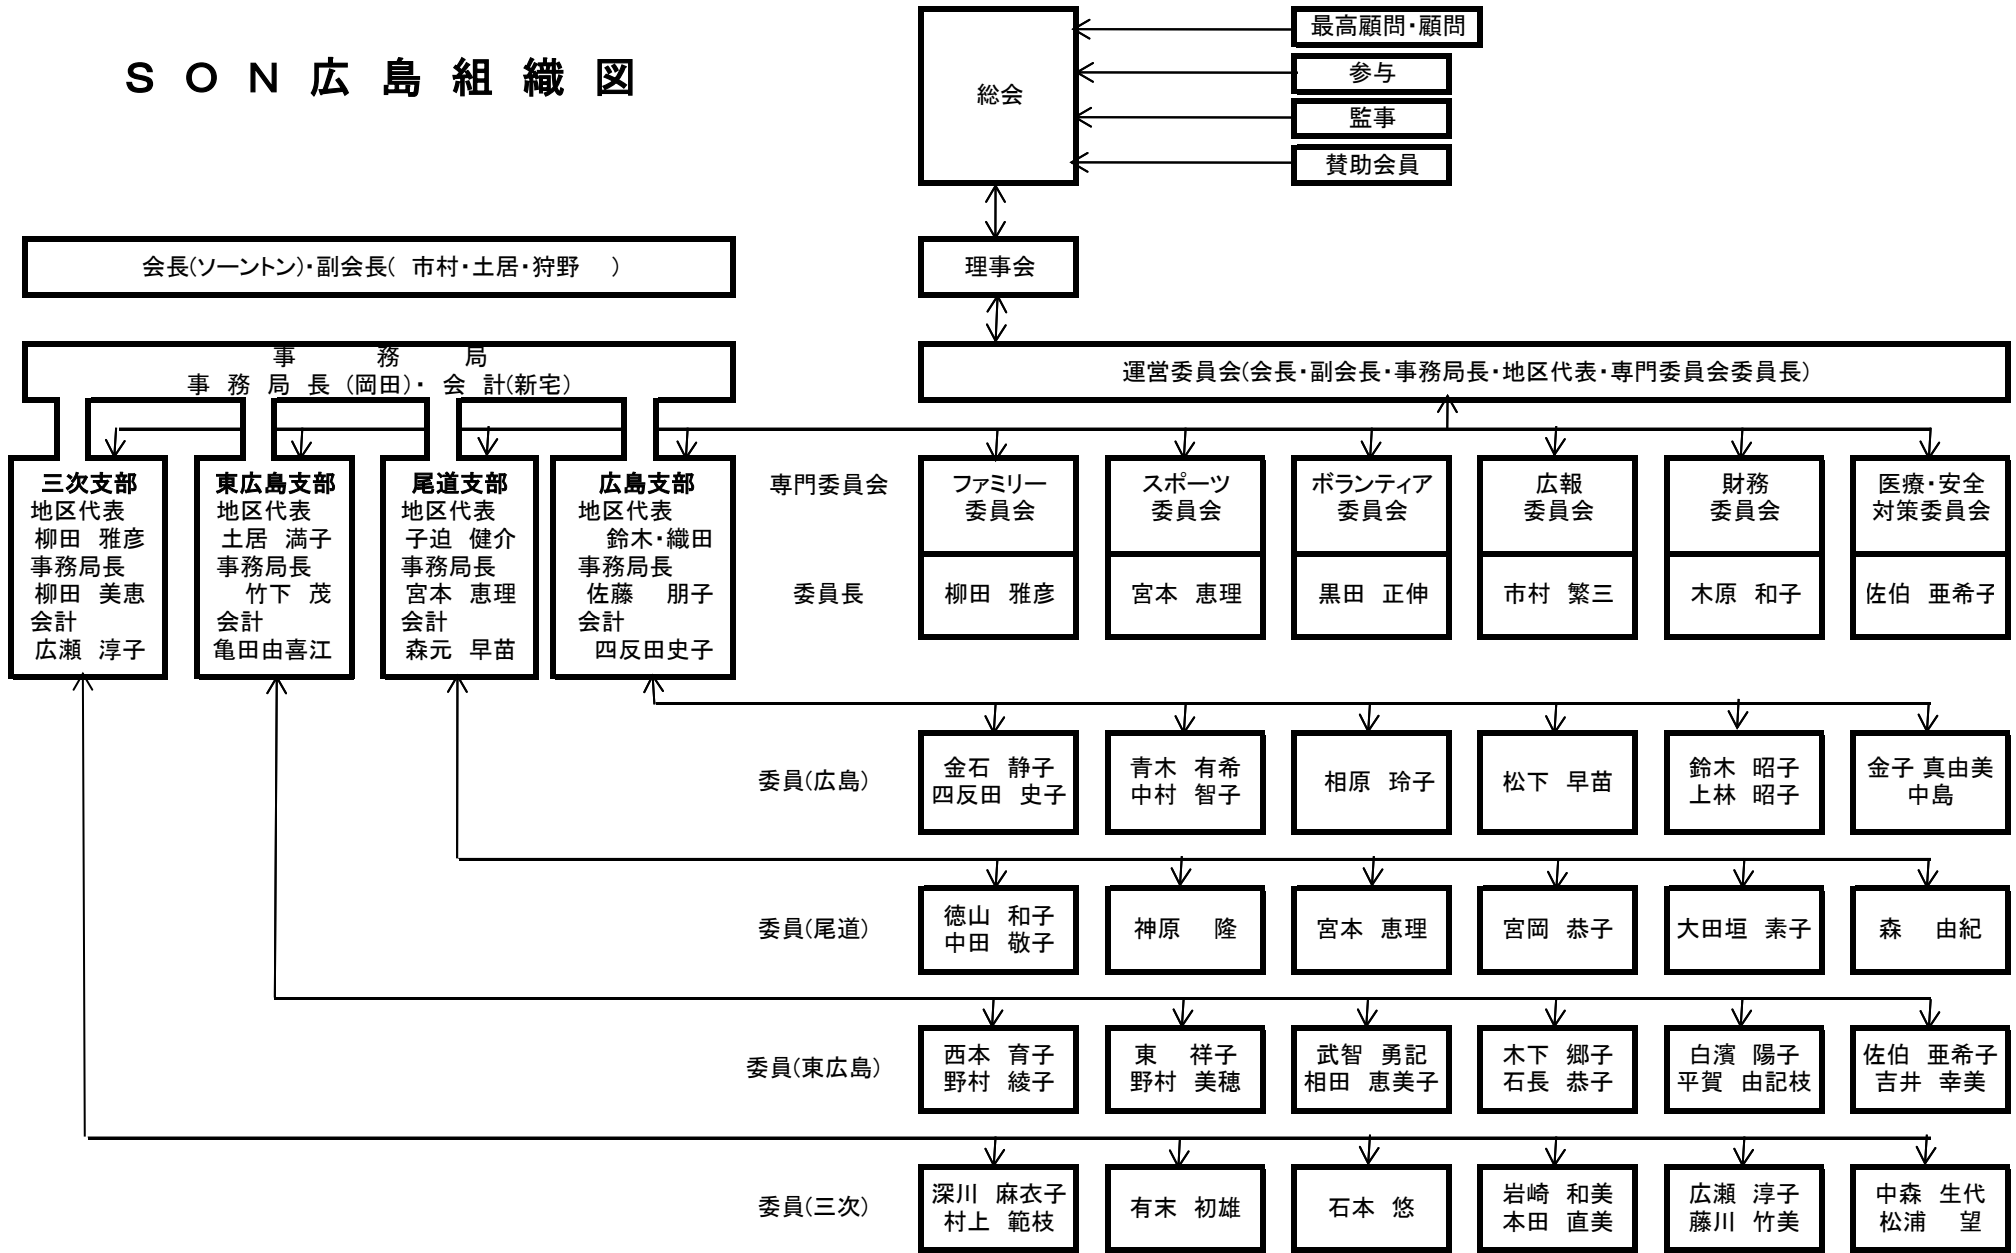 SON広島組織図
総会
最高顧問・顧問
参与
監事
賛助会員
会長(ソーントン)・副会長( 市村・土居・狩野 )
理事会
事 務 局
事 務 局 長 (岡田)・ 会 計(新宅)
運営委員会(会長・副会長・事務局長・地区代表・専門委員会委員長)
三次支部
地区代表
柳田 雅彦
事務局長
柳田 美恵
会計
広瀬 淳子
東広島支部
地区代表
土居 満子
事務局長
竹下 茂
会計
亀田由喜江
尾道支部
地区代表
子迫 健介
事務局長
宮本 恵理
会計
森元 早苗
広島支部
地区代表
鈴木・織田
事務局長
佐藤 朋子
会計
四反田史子
専門委員会
ファミリー
委員会
スポーツ
委員会
ボランティア
委員会
広報
委員会
財務
委員会
医療・安全
対策委員会
委員長
柳田 雅彦
宮本 恵理
黒田 正伸
市村 繁三
木原 和子
佐伯 亜希子
委員(広島)
金石 静子
四反田 史子
青木 有希
中村 智子
相原 玲子
松下 早苗
鈴木 昭子
上林 昭子
金子 真由美
中島
委員(尾道)
徳山 和子
中田 敬子
神原 隆
宮本 恵理
宮岡 恭子
大田垣 素子
森 由紀
委員(東広島)
西本 育子
野村 綾子
東 祥子
野村 美穂
武智 勇記
相田 恵美子
木下 郷子
石長 恭子
白濱 陽子
平賀 由記枝
佐伯 亜希子
吉井 幸美
委員(三次)
深川 麻衣子
村上 範枝
有末 初雄
石本 悠
岩崎 和美
本田 直美
広瀬 淳子
藤川 竹美
中森 生代
松浦 望